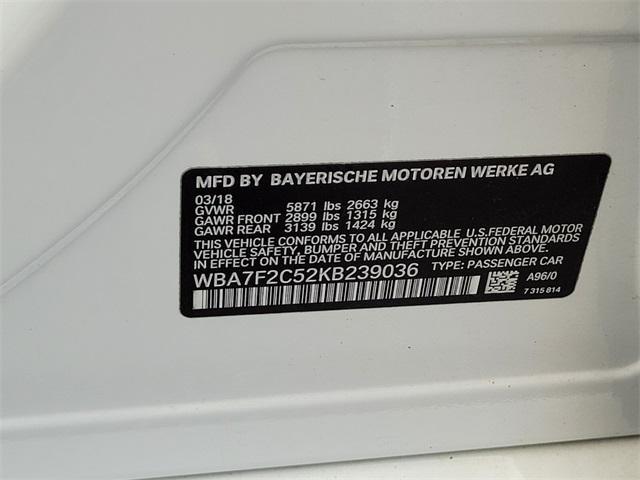 MFD BY BAYERISCHE MOTOREN WERKE AG
03/18
GVWR 5871 lbs 2663 kg
GAWR FRONT 2899 lbs 1315 kg
GAWR REAR 3139 lbs 1424 kg
THIS VEHICLE CONFORMS TO ALL APPLICABLE U.S.FEDERAL MOTOR
VEHICLE SAFETY, BUMPER, AND THEFT PREVENTION STANDARDS
IN EFFECT ON THE DATE OF MANUFACTURE SHOWN ABOVE.
WBA7F2C52KB239036 TYPE: PASSENGER CAR
A96/0
7 315 814